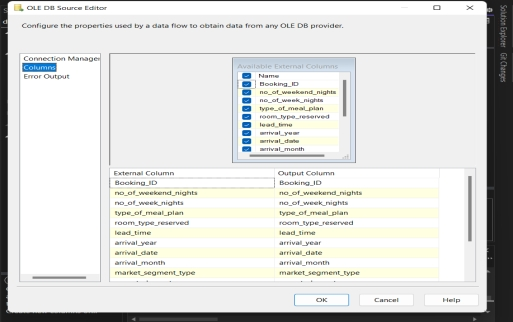 OLE DB Source Editor
Configure the properties used by a data flow to obtain data from any OLE DB provider.
Connection Manager
Columns
Error Output
Available External Columns
Name
Booking_ID
no_of_weekend_nights
no_of_week_nights
type_of_meal_plan
room_type_reserved
lead_time
arrival_year
arrival_date
arrival_month
External Column Output Column
Booking_ID Booking_ID
no_of_weekend_nights no_of_weekend_nights
no_of_week_nights no_of_week_nights
type_of_meal_plan type_of_meal_plan
room_type_reserved room_type_reserved
lead_time lead_time
arrival_year arrival_year
arrival_date arrival_date
arrival_month arrival_month
market_segment_type market_segment_type
OK Cancel Help
Solution Explorer Git Changes